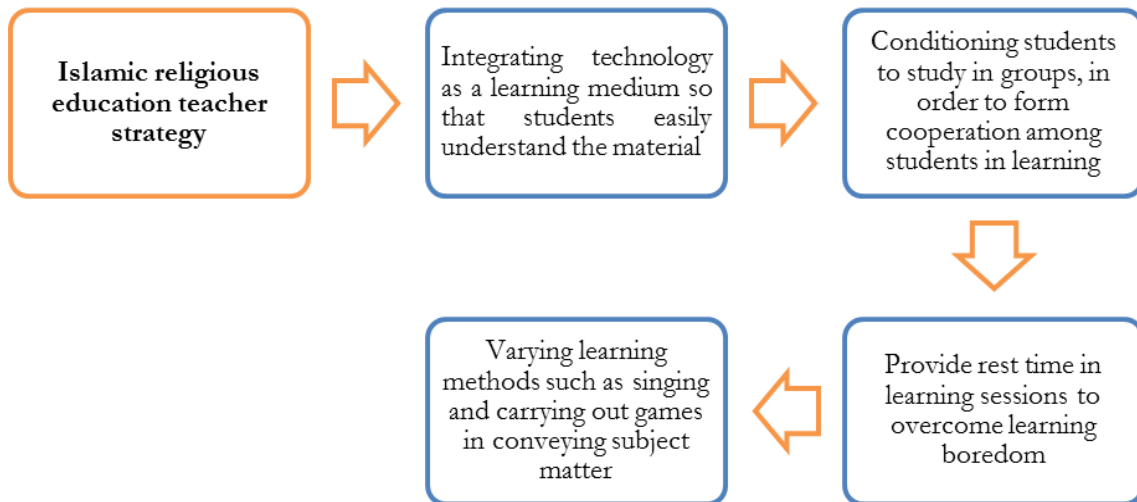 Islamic religious
education teacher
strategy
Integrating technology
as a learning medium so
that students easily
understand the material
Conditioning students
to study in groups, in
order to form
cooperation among
students in learning
Provide rest time in
learning sessions to
overcome learning
boredom
Varying learning
methods such as singing
and carrying out games
in conveying subject
matter